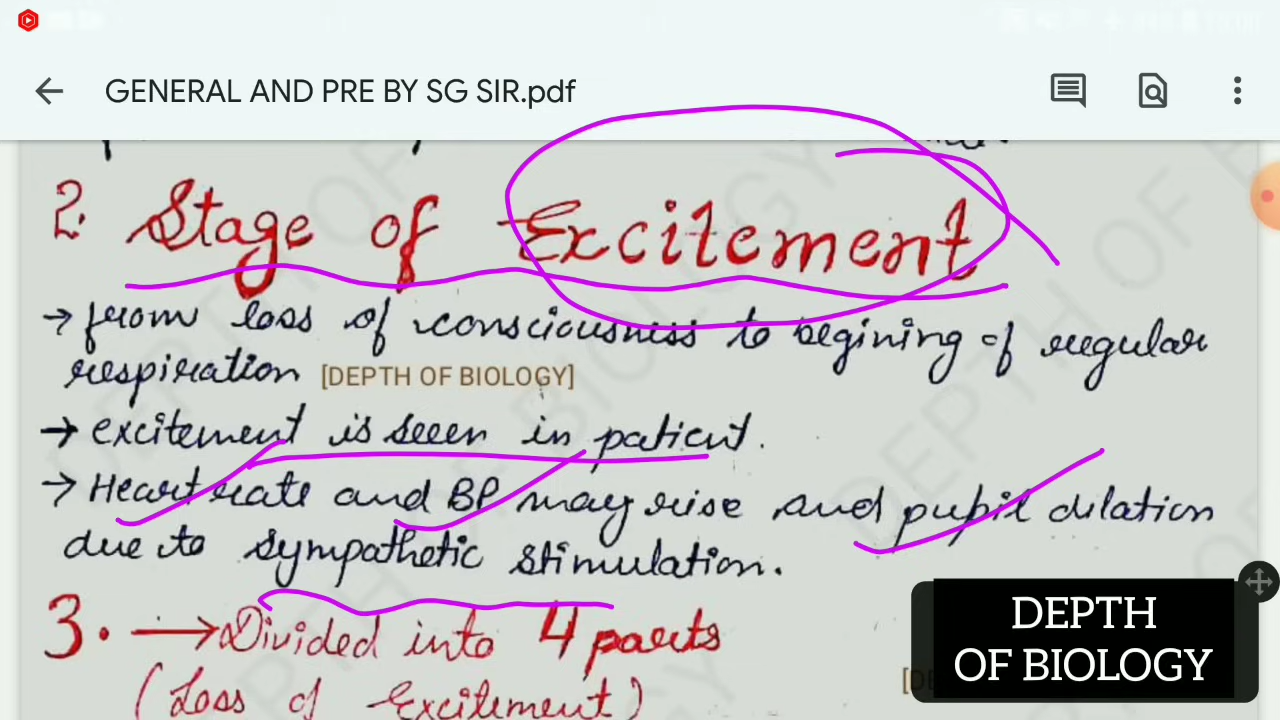 GENERAL AND PRE BY SG SIR.pdf
2. Stage of Excitement
→ from loss of consciousness to begining of regular
respiration [DEPTH OF BIOLOGY]
→ excitement is seen in patient.
→ Heart rate and BP may rise and pupil dilation
due to sympathetic stimulation.
3. → Divided into 4 parts
(Loss of Excitement)
DEPTH
OF BIOLOGY